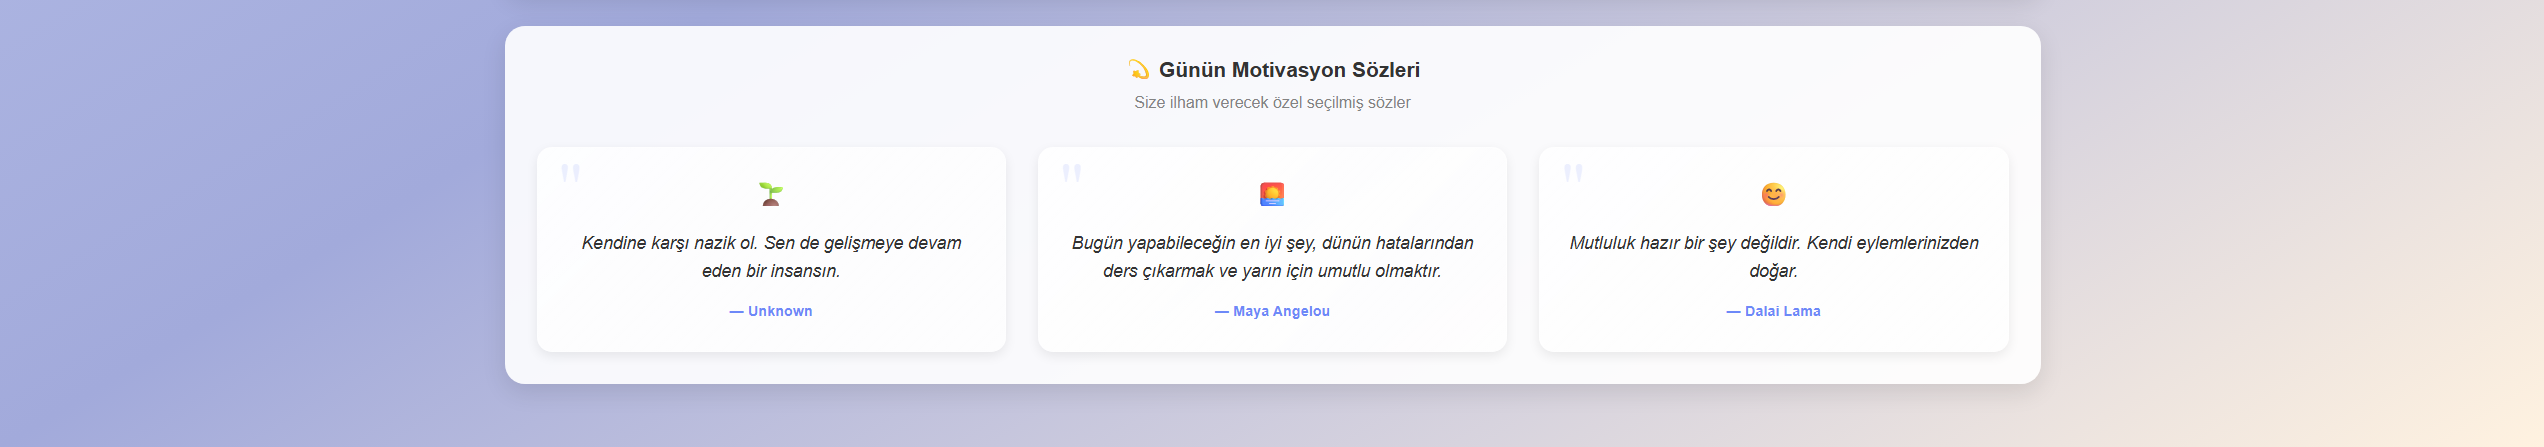 💫 Günün Motivasyon Sözleri
Size ilham verecek özel seçilmiş sözler
"
Kendine karşı nazik ol. Sen de gelişmeye devam
eden bir insansın.
— Unknown
"
Bugün yapabileceğin en iyi şey, dünün hatalarından
ders çıkarmak ve yarın için umutlu olmaktır.
— Maya Angelou
"
Mutluluk hazır bir şey değildir. Kendi eylemlerinizden
doğar.
— Dalai Lama